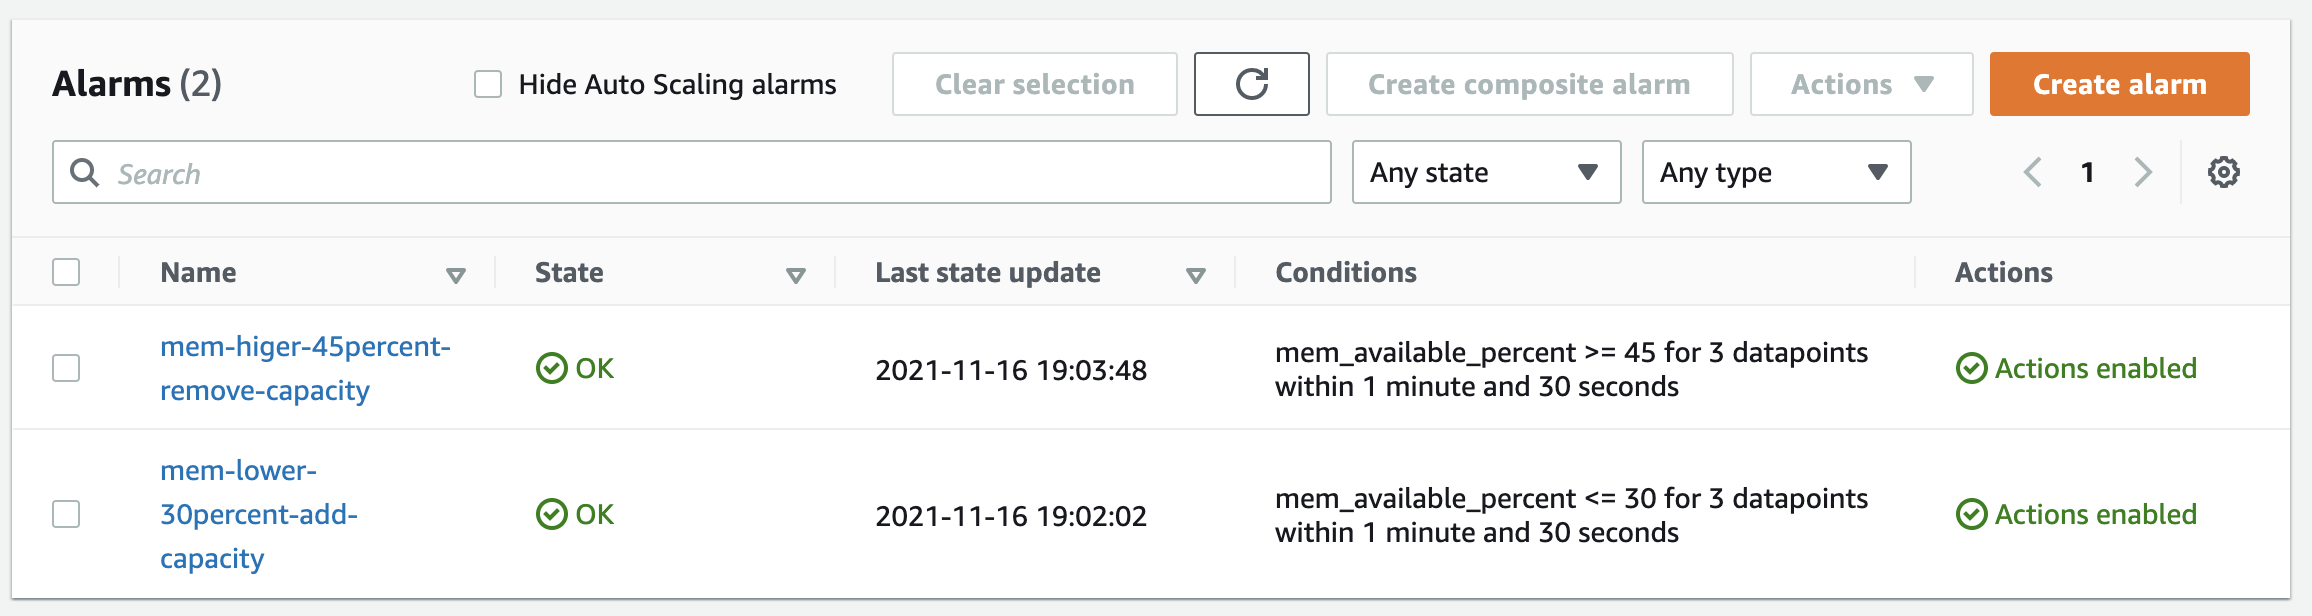 Alarms (2)
Hide Auto Scaling alarms
Clear selection
Create composite alarm
Actions
Create alarm
Search
Any state
Any type
1
Name
State
Last state update
Conditions
Actions
mem-higer-45percent-
remove-capacity
OK
2021-11-16 19:03:48
mem_available_percent >= 45 for 3 datapoints
within 1 minute and 30 seconds
Actions enabled
mem-lower-
30percent-add-
capacity
OK
2021-11-16 19:02:02
mem_available_percent <= 30 for 3 datapoints
within 1 minute and 30 seconds
Actions enabled